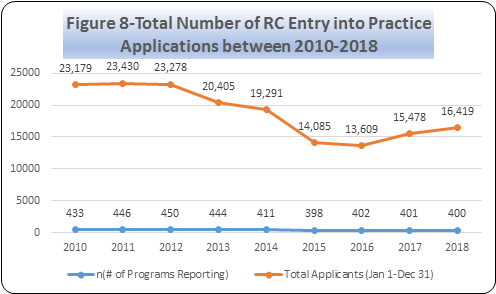 Figure 8-Total Number of RC Entry into Practice
Applications between 2010-2018
25000
23,179 23,430 23,278
20,405
19,291
20000
14,085 13,609 15,478 16,419
15000
10000
5000
433 446 450 444 411 398 402 401 400
0
2010 2011 2012 2013 2014 2015 2016 2017 2018
n(# of Programs Reporting) Total Applicants (Jan 1-Dec 31)